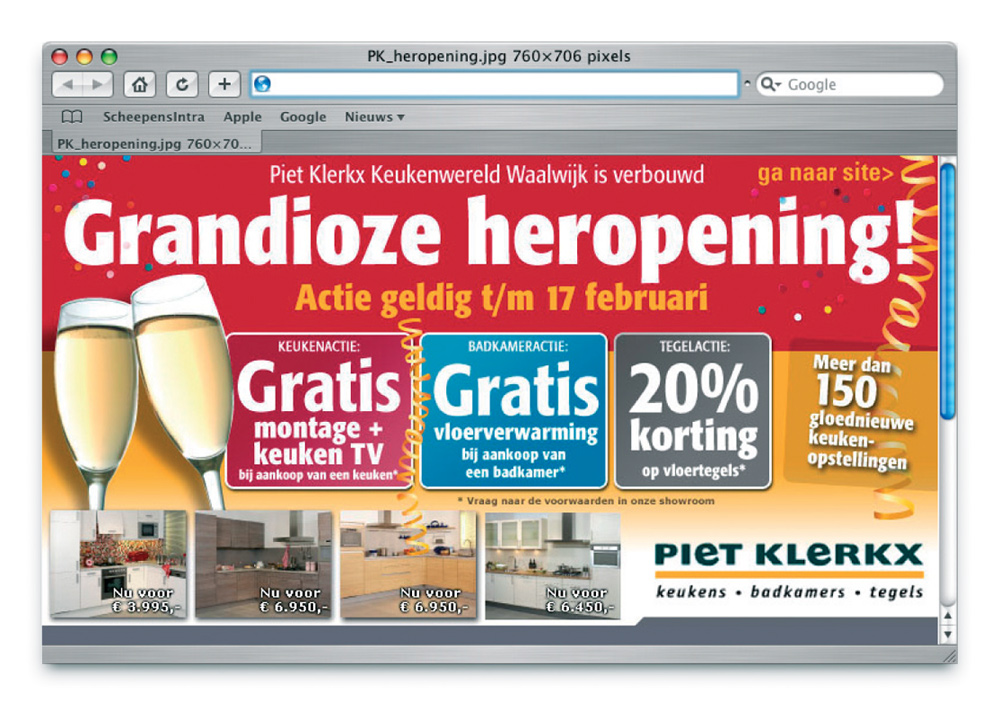 PK_heropening.jpg 760×706 pixels
Google
ScheepensIntra Apple Google Nieuws ▾
PK_heropening.jpg 760×70...
Piet Klerkx Keukenwereld Waalwijk is verbouwd
ga naar site>
Grandioze heropening!
Actie geldig t/m 17 februari
KEUKENACTIE:
Gratis
montage +
keuken TV
bij aankoop van een keuken*
BADKAMERACTIE:
Gratis
vloerverwarming
bij aankoop van
een badkamer*
TEGELACTIE:
20%
korting
op vloertegels*
Meer dan
150
gloednieuwe
keuken-
opstellingen
* Vraag naar de voorwaarden in onze showroom
Nu voor
€ 3.995,-
Nu voor
€ 6.950,-
Nu voor
€ 6.950,-
Nu voor
€ 6.450,-
PIET KLERKX
keukens • badkamers • tegels